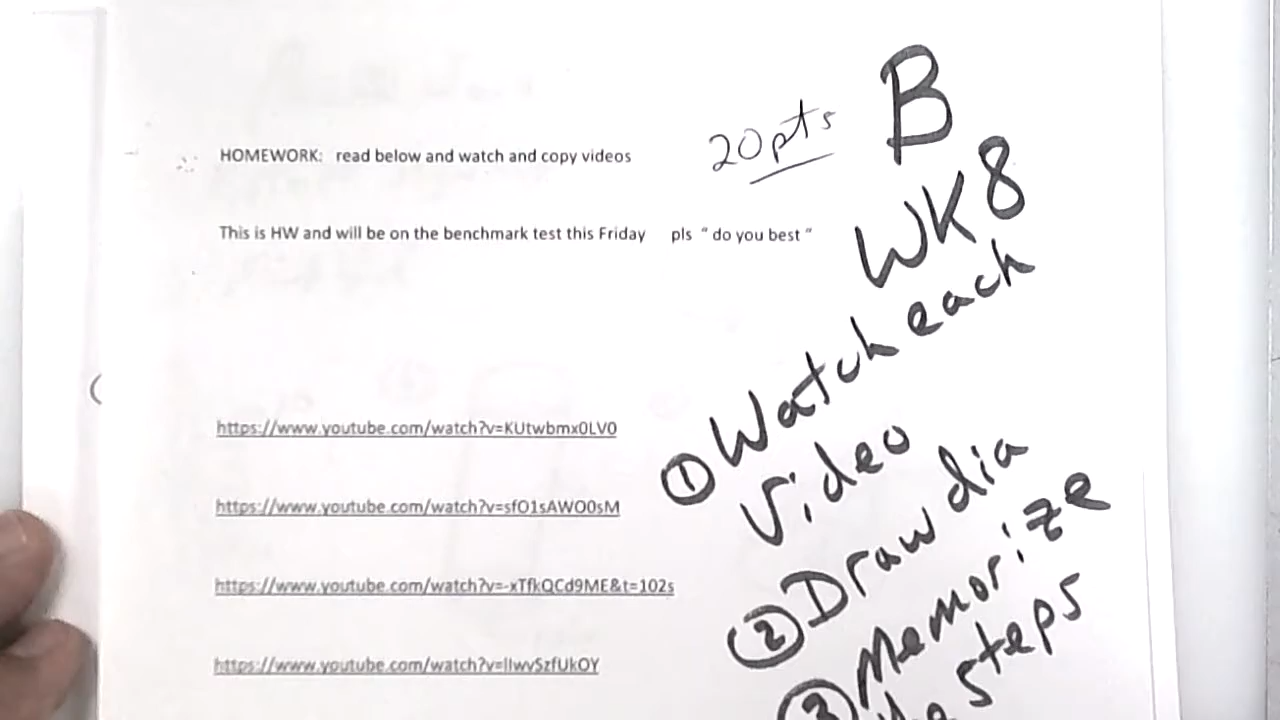 20pts B
HOMEWORK: read below and watch and copy videos
WK8
This is HW and will be on the benchmark test this Friday pls “ do you best “
① Watch each
Video
https://www.youtube.com/watch?v=KUtwbmx0LV0
https://www.youtube.com/watch?v=sfO1sAWO0sM
② Draw dia
https://www.youtube.com/watch?v=-xTfkQCd9ME&t=102s
③ Memorize
the steps
https://www.youtube.com/watch?v=lIwvSzfUkOY